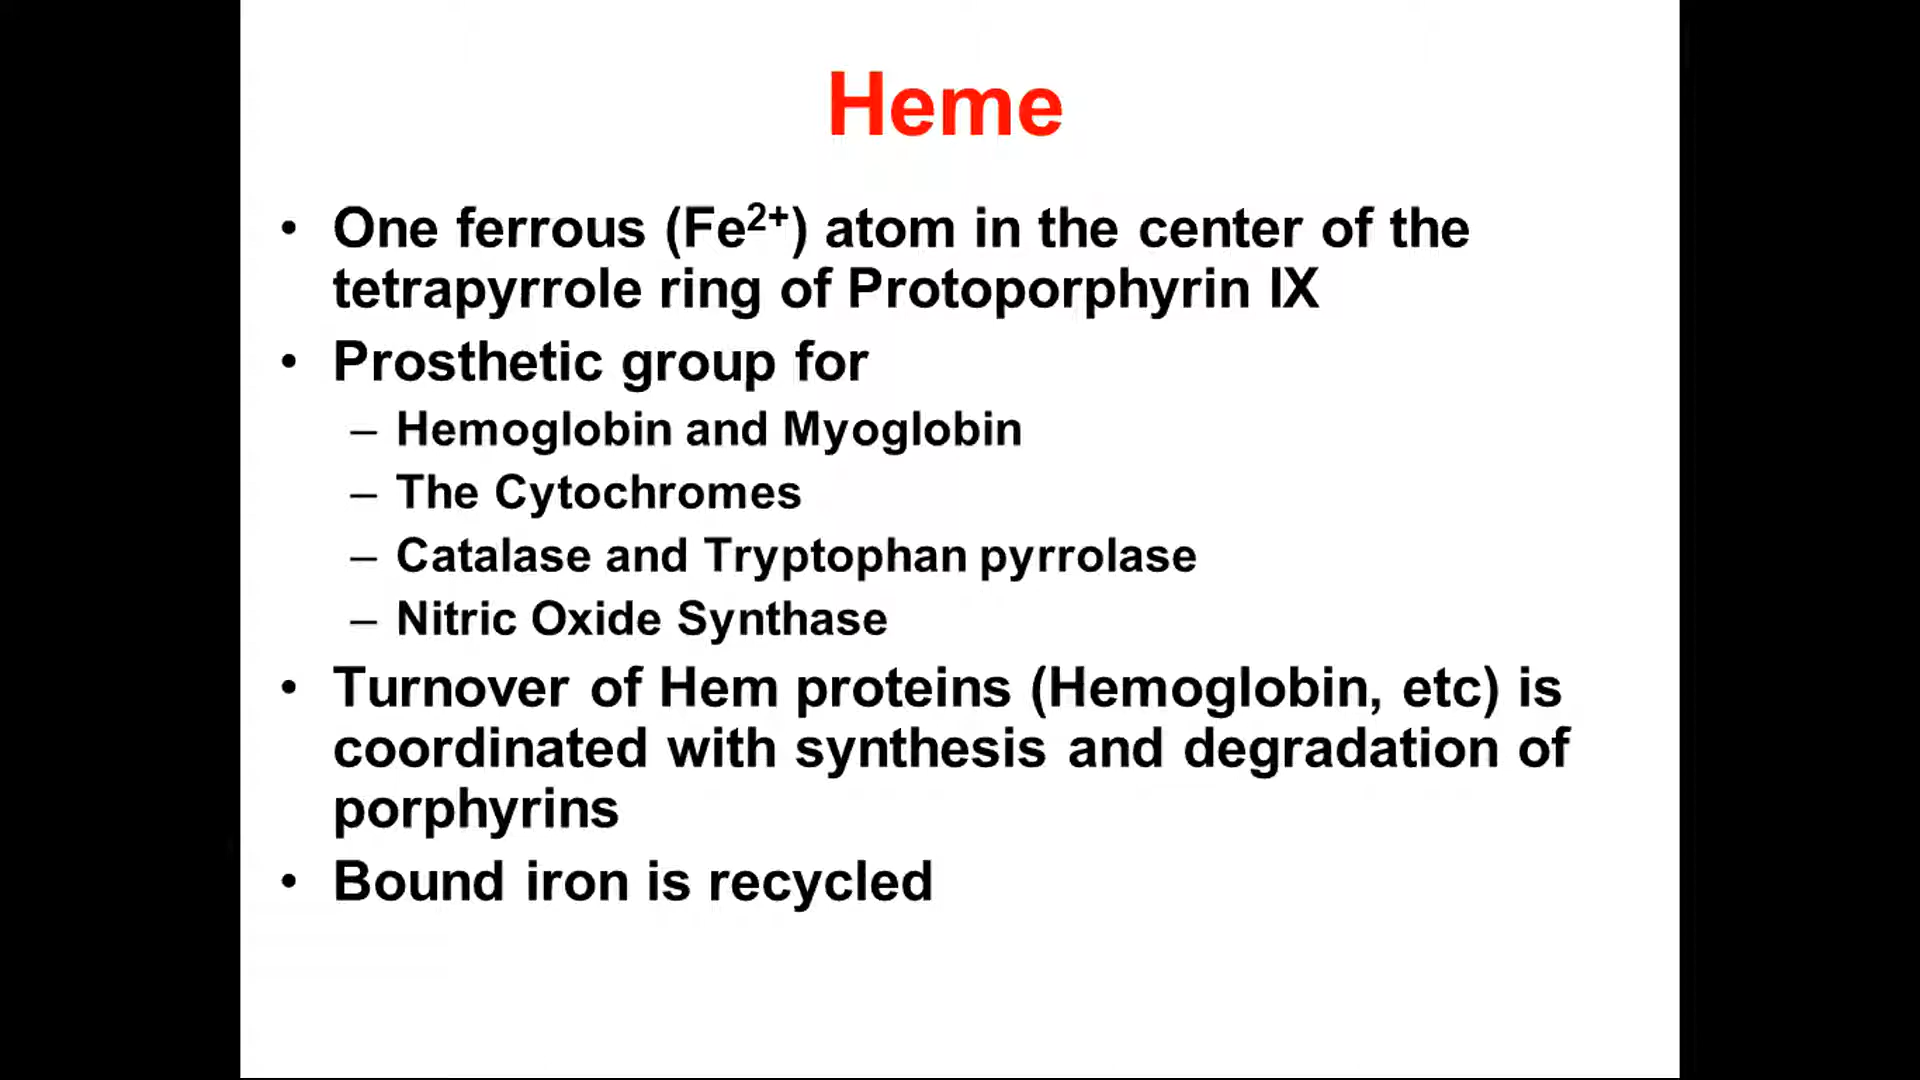 Heme
• One ferrous (Fe²⁺) atom in the center of the
tetrapyrrole ring of Protoporphyrin IX
• Prosthetic group for
– Hemoglobin and Myoglobin
– The Cytochromes
– Catalase and Tryptophan pyrrolase
– Nitric Oxide Synthase
• Turnover of Hem proteins (Hemoglobin, etc) is
coordinated with synthesis and degradation of
porphyrins
• Bound iron is recycled